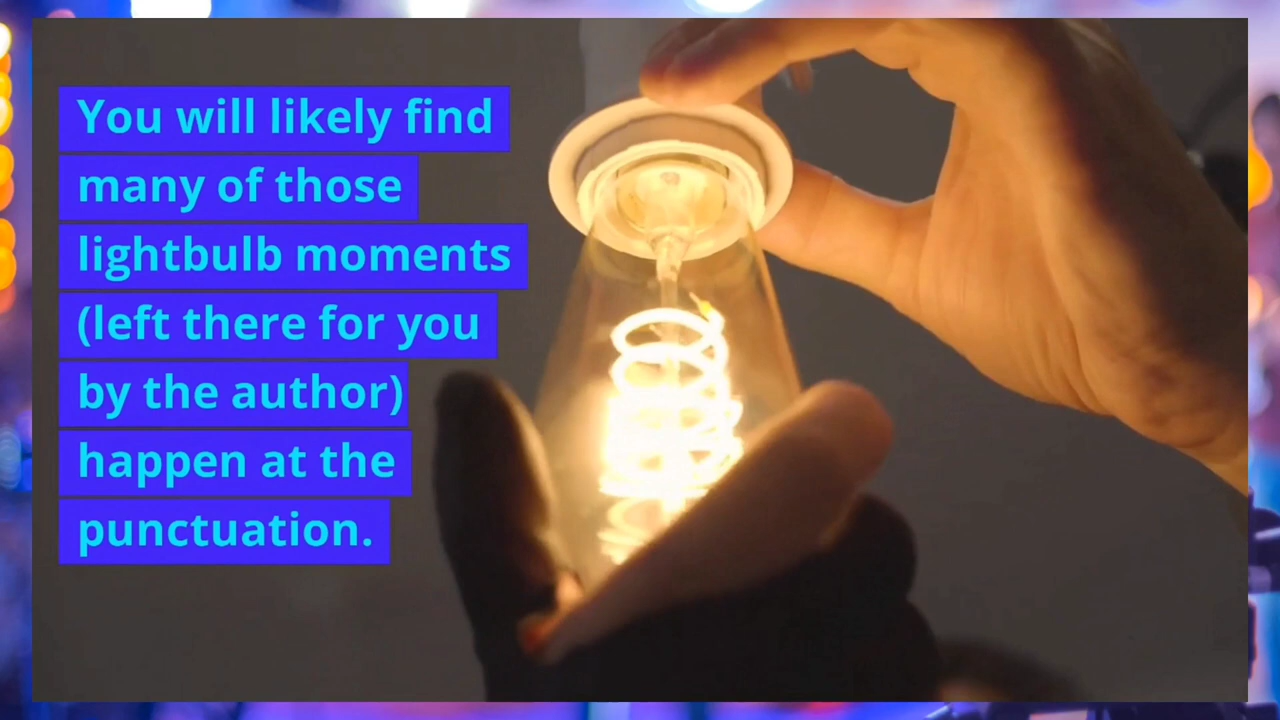 You will likely find
many of those
lightbulb moments
(left there for you
by the author)
happen at the
punctuation.